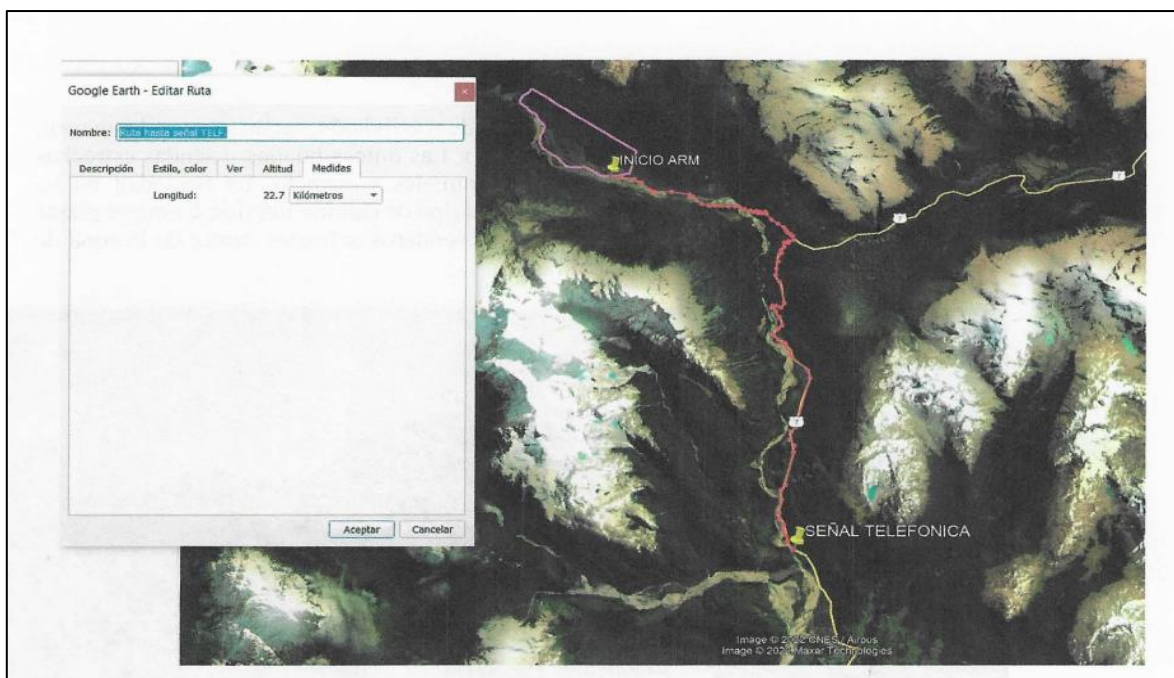 Google Earth - Editar Ruta
Nombre: Ruta hasta señal TELF.
Descripción Estilo, color Ver Altitud Medidas
Longitud: 22.7 Kilómetros
Aceptar Cancelar
INICIO ARM
7
7
7
SEÑAL TELEFONICA
Image © 2022 CNES / Airbus
Image © 2022 Maxar Technologies